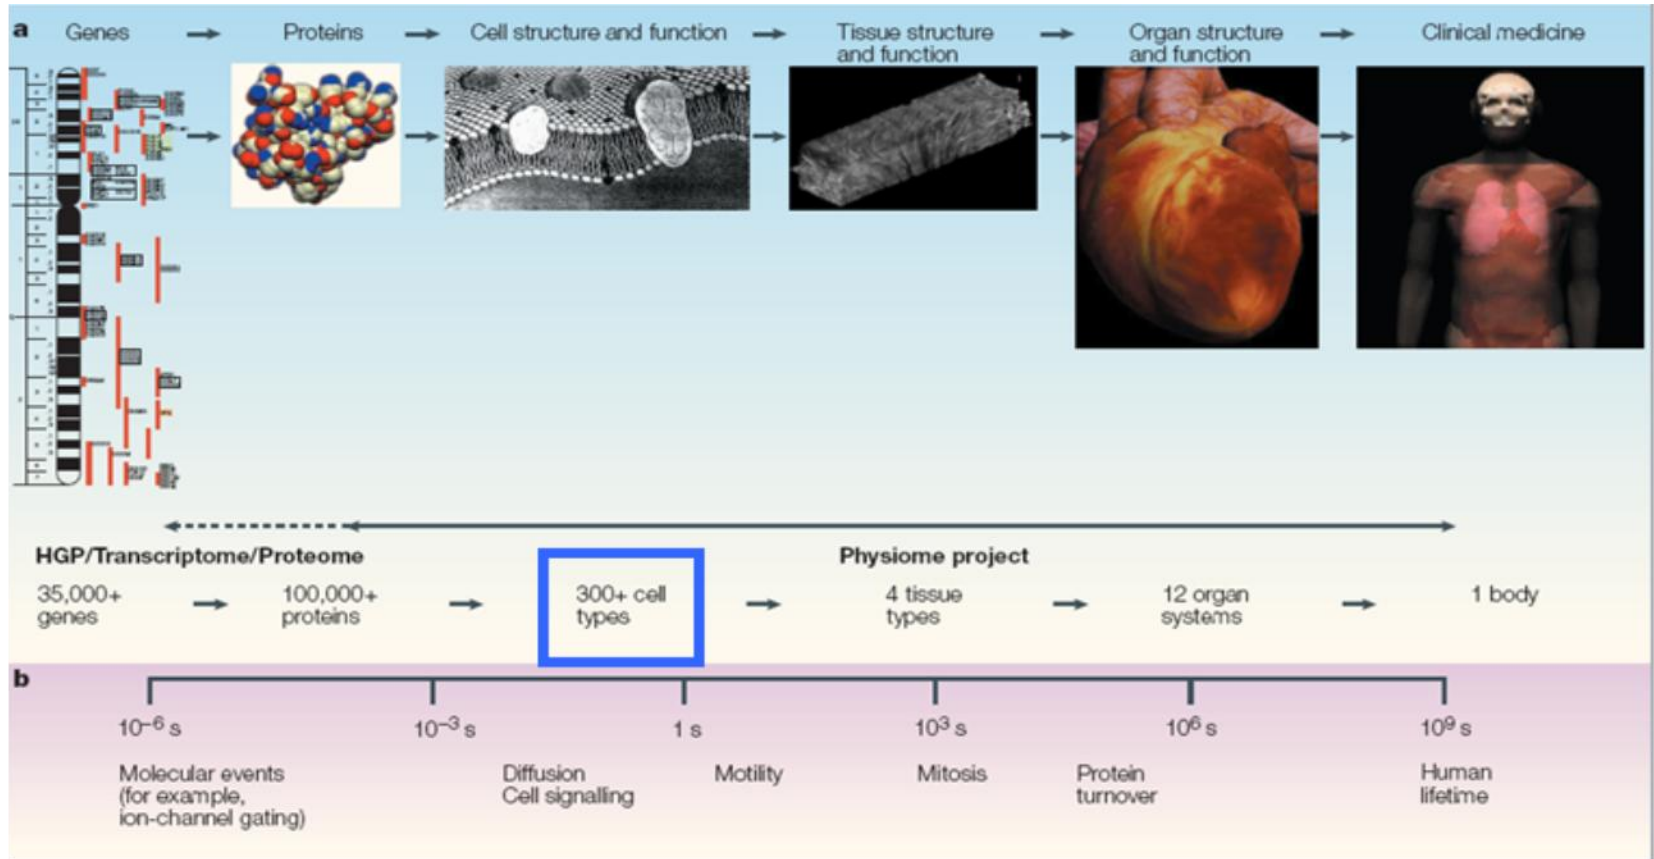 a
Genes
Proteins
Cell structure and function
Tissue structure
and function
Organ structure
and function
Clinical medicine
HGP/Transcriptome/Proteome
Physiome project
35,000+
genes
100,000+
proteins
300+ cell
types
4 tissue
types
12 organ
systems
1 body
b
10⁻⁶ s
10⁻³ s
1 s
10³ s
10⁶ s
10⁹ s
Molecular events
(for example,
ion-channel gating)
Diffusion
Cell signalling
Motility
Mitosis
Protein
turnover
Human
lifetime